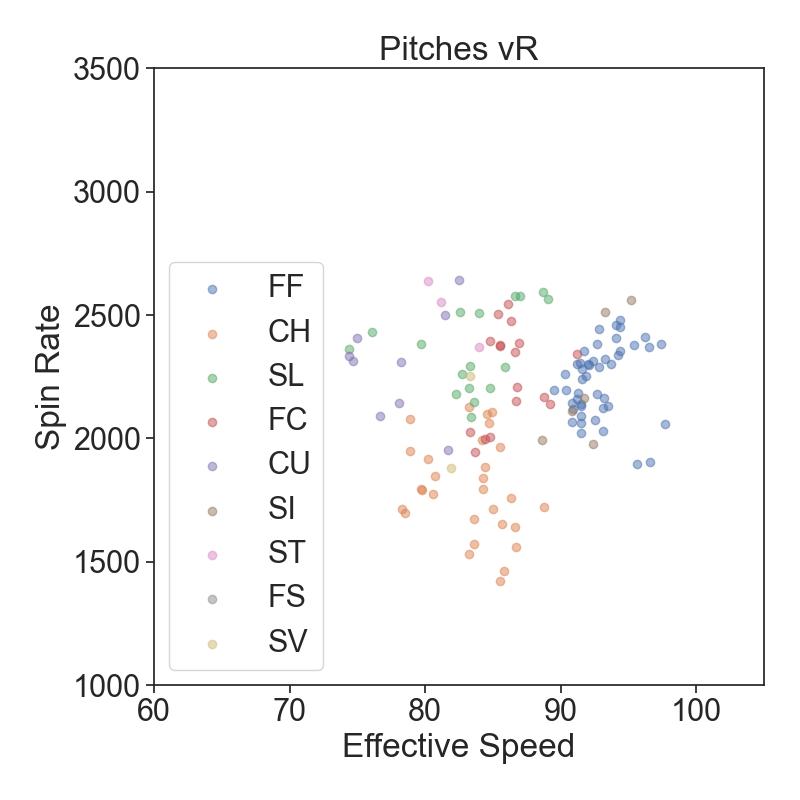 Pitches vR
3500
3000
2500
2000
1500
1000
Spin Rate
FF
CH
SL
FC
CU
SI
ST
FS
SV
60 70 80 90 100
Effective Speed